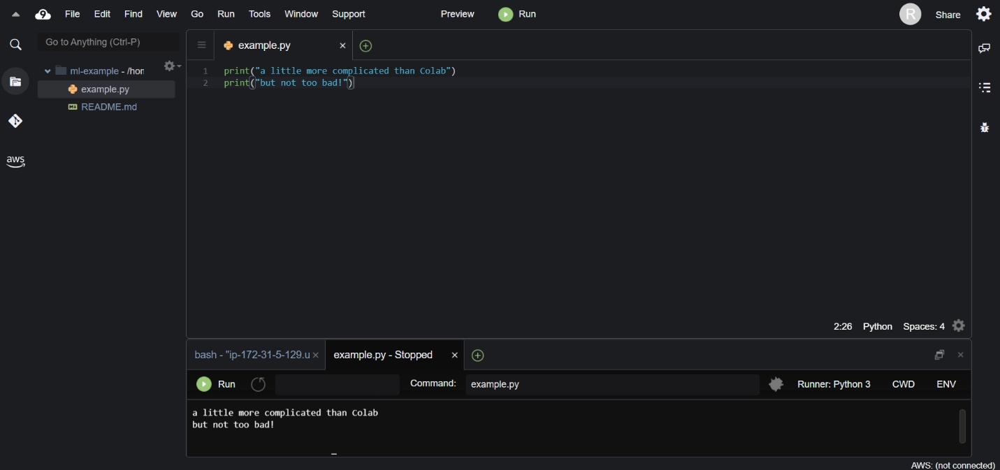 9 File Edit Find View Go Run Tools Window Support Preview Run R Share
Go to Anything (Ctrl-P)
example.py
ml-example - /hor
example.py
README.md
aws
1 print("a little more complicated than Colab")
2 print("but not too bad!")
2:26 Python Spaces: 4
bash - "ip-172-31-5-129.u example.py - Stopped
Run Command: example.py Runner: Python 3 CWD ENV
a little more complicated than Colab
but not too bad!
AWS: (not connected)